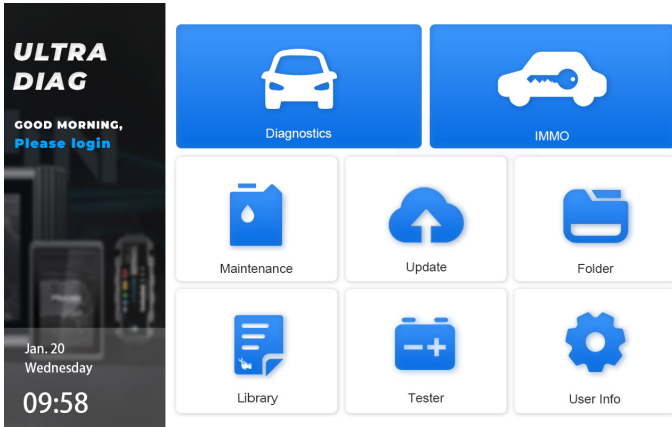 ULTRA
DIAG
GOOD MORNING,
Please login
Jan. 20
Wednesday
09:58
Diagnostics
IMMO
Maintenance
Update
Folder
Library
Tester
User Info